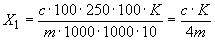 X₁ = (c·100·250·100·K)/(m·1000·1000·10) = (c·K)/(4m)